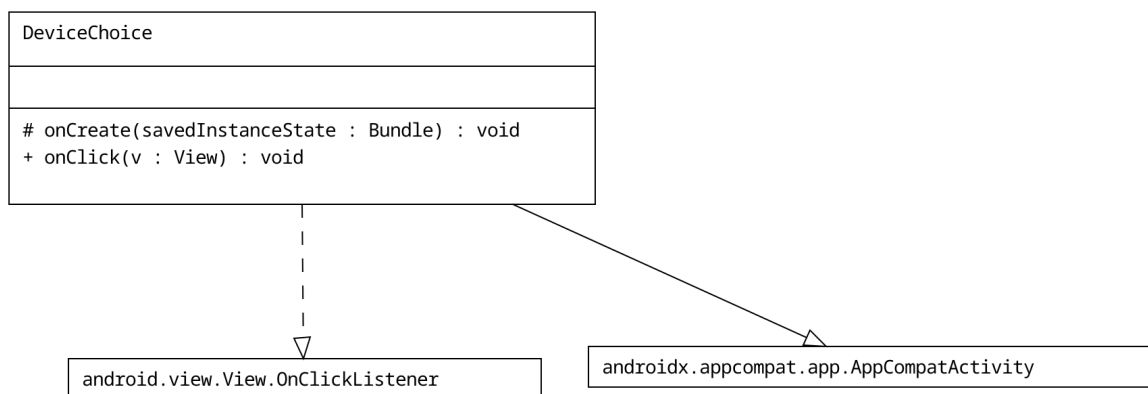 DeviceChoice
# onCreate(savedInstanceState : Bundle) : void
+ onClick(v : View) : void
android.view.View.OnClickListener
androidx.appcompat.app.AppCompatActivity